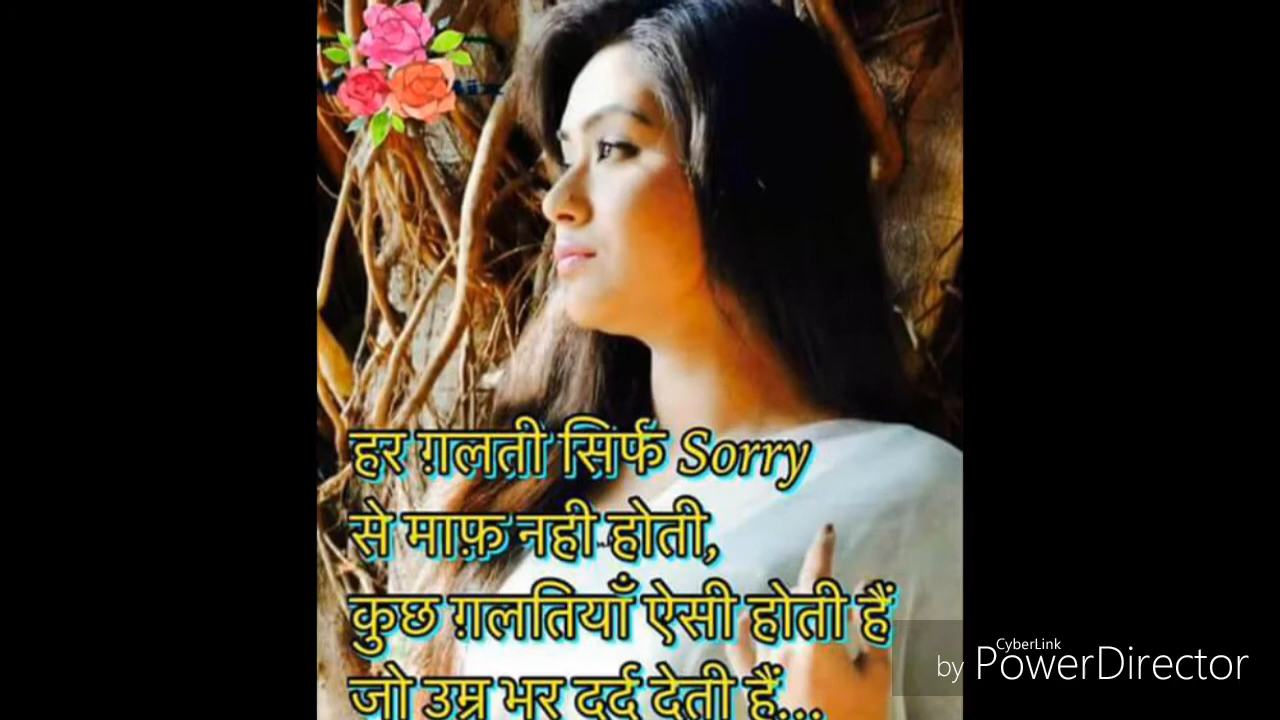 हर ग़लती सिर्फ Sorry
से माफ़ नही होती,
कुछ ग़लतियाँ ऐसी होती हैं
जो उम्र भर दर्द देती हैं...
CyberLink
by PowerDirector